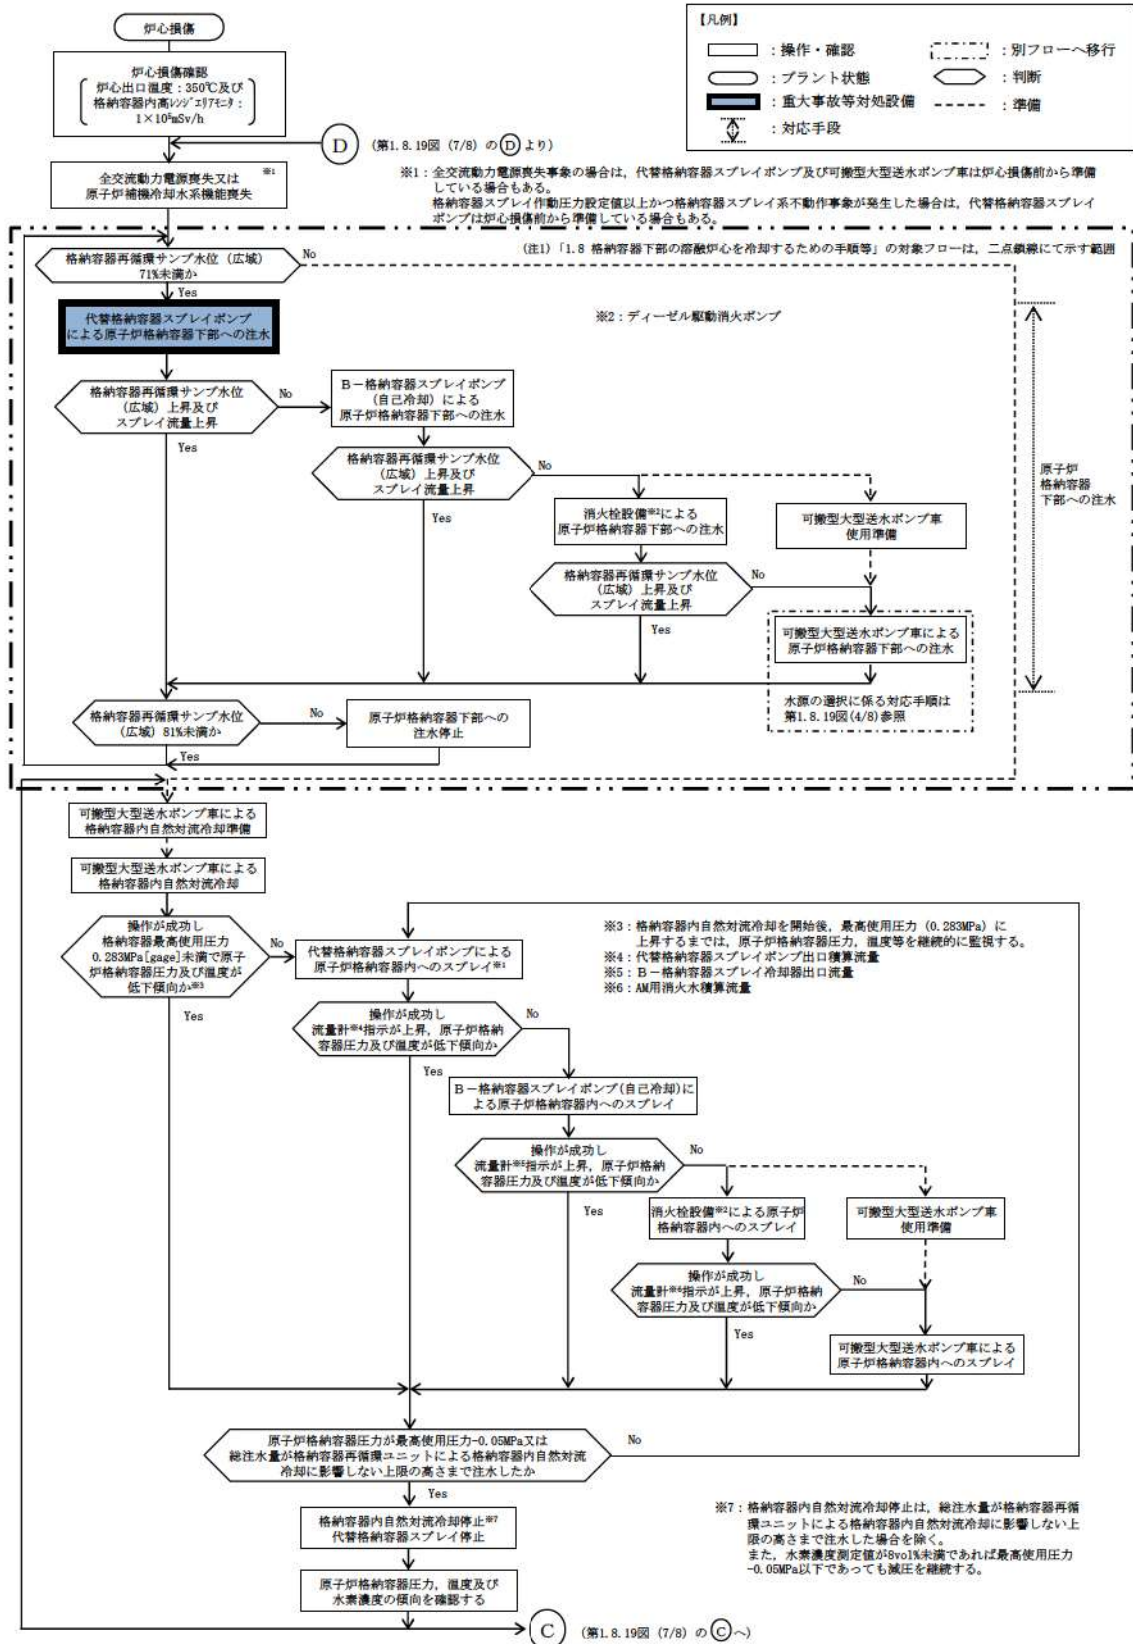 【凡例】
：操作・確認
：別フローへ移行
：プラント状態
：判断
：重大事故等対処設備
：準備
：対応手段
炉心損傷
炉心損傷確認
炉心出口温度：350℃及び
格納容器内高レンジエリアモニタ：
1×10⁵mSv/h
D
(第1.8.19図 (7/8) の Ⓓ より)
全交流動力電源喪失又は ※1
原子炉補機冷却水系機能喪失
※1：全交流動力電源喪失事象の場合は，代替格納容器スプレイポンプ及び可搬型大型送水ポンプ車は炉心損傷前から準備
している場合もある。
格納容器スプレイ作動圧力設定値以上かつ格納容器スプレイ系不動作事象が発生した場合は，代替格納容器スプレイ
ポンプは炉心損傷前から準備している場合もある。
(注1)「1.8 格納容器下部の溶融炉心を冷却するための手順等」の対象フローは，二点鎖線にて示す範囲
格納容器再循環サンプ水位 (広域)
71%未満か
No
Yes
代替格納容器スプレイポンプ
による原子炉格納容器下部への注水
※2：ディーゼル駆動消火ポンプ
格納容器再循環サンプ水位
(広域) 上昇及び
スプレイ流量上昇
No
Yes
B－格納容器スプレイポンプ
(自己冷却) による
原子炉格納容器下部への注水
格納容器再循環サンプ水位
(広域) 上昇及び
スプレイ流量上昇
No
Yes
消火栓設備※2による
原子炉格納容器下部への注水
可搬型大型送水ポンプ車
使用準備
原子炉
格納容器
下部への注水
格納容器再循環サンプ水位
(広域) 上昇及び
スプレイ流量上昇
No
Yes
可搬型大型送水ポンプ車による
原子炉格納容器下部への注水
水源の選択に係る対応手順は
第1.8.19図(4/8)参照
格納容器再循環サンプ水位
(広域) 81%未満か
No
Yes
原子炉格納容器下部への
注水停止
可搬型大型送水ポンプ車による
格納容器内自然対流冷却準備
可搬型大型送水ポンプ車による
格納容器内自然対流冷却
操作が成功し
格納容器最高使用圧力
0.283MPa[gage]未満で原子
炉格納容器圧力及び温度が
低下傾向か※3
No
Yes
代替格納容器スプレイポンプによる
原子炉格納容器内へのスプレイ※1
※3：格納容器内自然対流冷却を開始後，最高使用圧力 (0.283MPa) に
上昇するまでは，原子炉格納容器圧力，温度等を継続的に監視する。
※4：代替格納容器スプレイポンプ出口積算流量
※5：B－格納容器スプレイ冷却器出口流量
※6：AM用消火水積算流量
操作が成功し
流量計※4指示が上昇，原子炉格納
容器圧力及び温度が低下傾向か
No
Yes
B－格納容器スプレイポンプ(自己冷却)に
よる原子炉格納容器内へのスプレイ
操作が成功し
流量計※5指示が上昇，原子炉格納
容器圧力及び温度が低下傾向か
No
Yes
消火栓設備※2による原子炉
格納容器内へのスプレイ
可搬型大型送水ポンプ車
使用準備
操作が成功し
流量計※6指示が上昇，原子炉格納
容器圧力及び温度が低下傾向か
No
Yes
可搬型大型送水ポンプ車による
原子炉格納容器内へのスプレイ
原子炉格納容器圧力が最高使用圧力-0.05MPa又は
総注水量が格納容器再循環ユニットによる格納容器内自然対流
冷却に影響しない上限の高さまで注水したか
No
Yes
格納容器内自然対流冷却停止※7
代替格納容器スプレイ停止
※7：格納容器内自然対流冷却停止は，総注水量が格納容器再循
環ユニットによる格納容器内自然対流冷却に影響しない上
限の高さまで注水した場合を除く。
また，水素濃度測定値が8vol%未満であれば最高使用圧力
-0.05MPa以下であっても減圧を継続する。
原子炉格納容器圧力，温度及び
水素濃度の傾向を確認する
C
(第1.8.19図 (7/8) の Ⓒ へ)